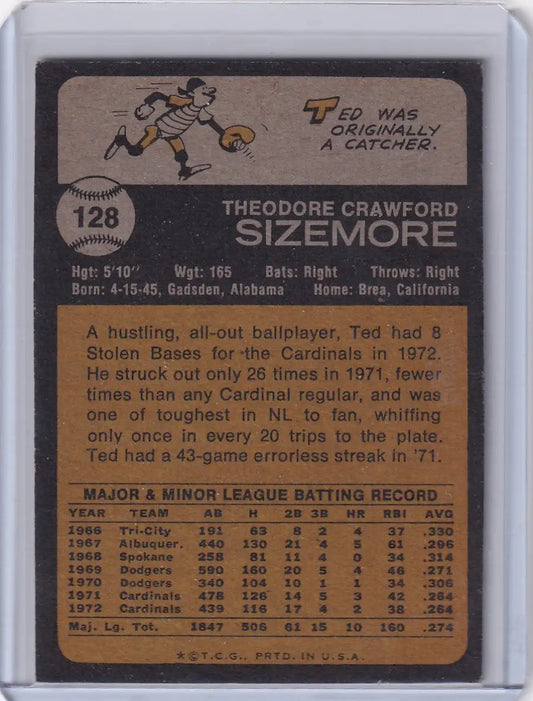 TED WAS
ORIGINALLY
A CATCHER.
128
THEODORE CRAWFORD
SIZEMORE
Hgt: 5'10" Wgt: 165 Bats: Right Throws: Right
Born: 4-15-45, Gadsden, Alabama Home: Brea, California
A hustling, all-out ballplayer, Ted had 8
Stolen Bases for the Cardinals in 1972.
He struck out only 26 times in 1971, fewer
times than any Cardinal regular, and was
one of toughest in NL to fan, whiffing
only once in every 20 trips to the plate.
Ted had a 43-game errorless streak in '71.
MAJOR & MINOR LEAGUE BATTING RECORD
YEAR TEAM AB H 2B 3B HR RBI AVG
1966 Tri-City 191 63 8 2 4 37 .330
1967 Albuquer. 440 130 21 4 5 61 .296
1968 Spokane 258 81 11 4 0 34 .314
1969 Dodgers 590 160 20 5 4 46 .271
1970 Dodgers 340 104 10 1 1 34 .306
1971 Cardinals 478 126 14 5 3 42 .264
1972 Cardinals 439 116 17 4 2 38 .264
Maj. Lg. Tot. 1847 506 61 15 10 160 .274
*©T.C.G., PRTD. IN U.S.A.